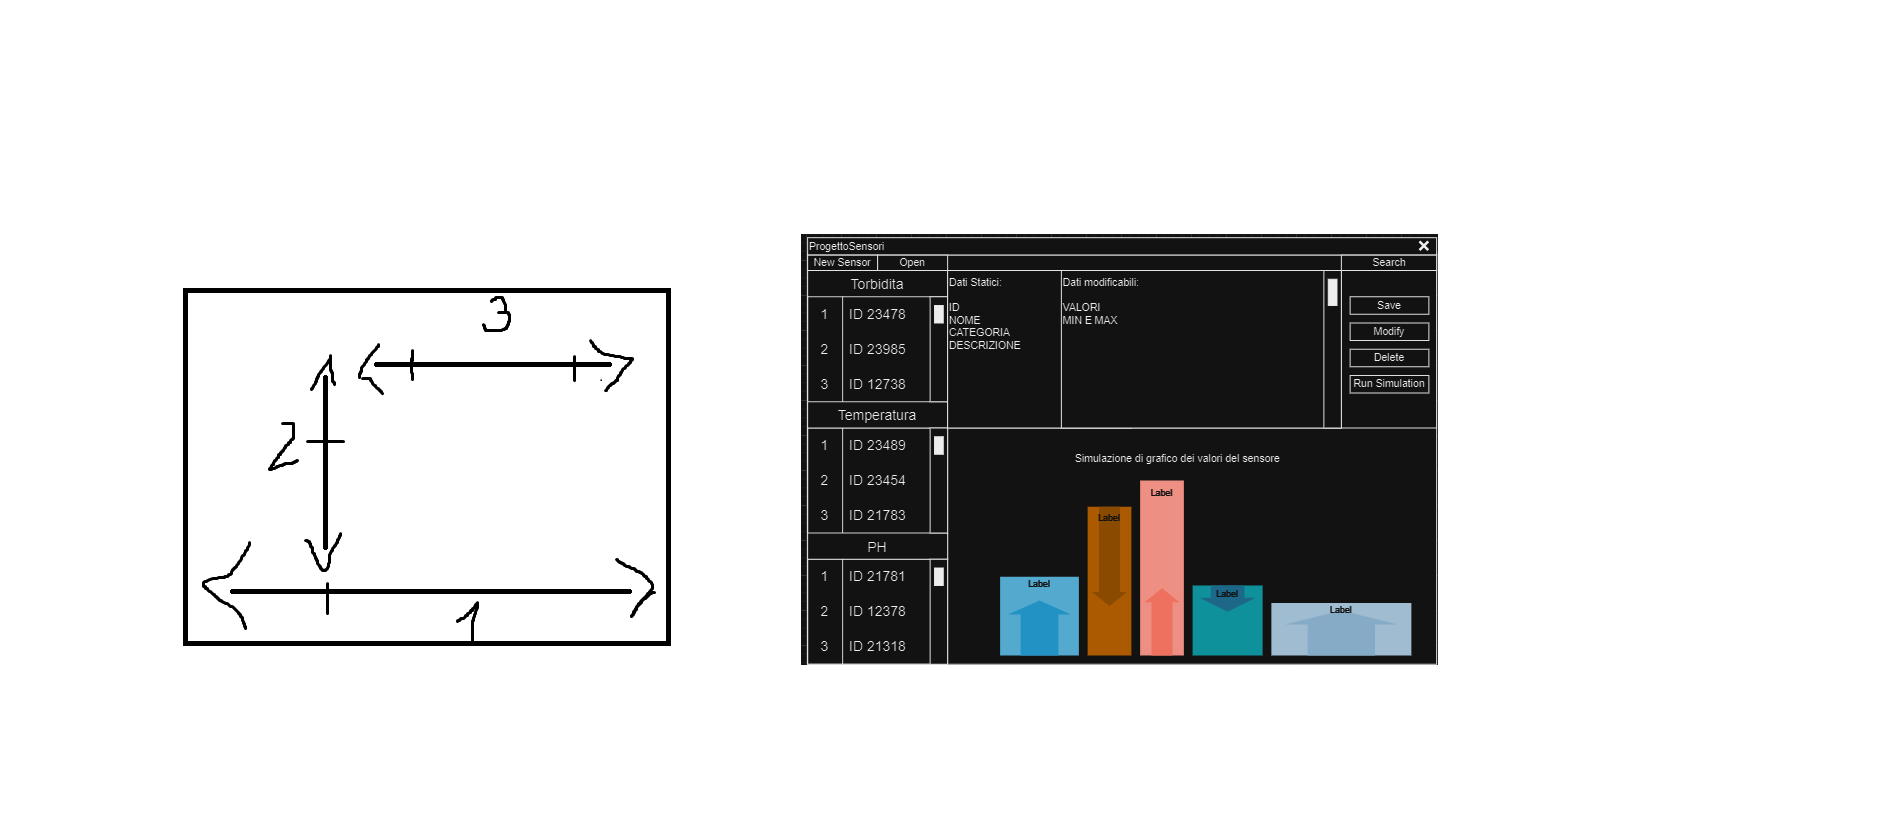 3
2
1
ProgettoSensori
New Sensor Open Search
Torbidita
1 ID 23478
2 ID 23985
3 ID 12738
Temperatura
1 ID 23489
2 ID 23454
3 ID 21783
PH
1 ID 21781
2 ID 12378
3 ID 21318
Dati Statici:
ID
NOME
CATEGORIA
DESCRIZIONE
Dati modificabili:
VALORI
MIN E MAX
Save
Modify
Delete
Run Simulation
Simulazione di grafico dei valori del sensore
Label
Label
Label
Label
Label